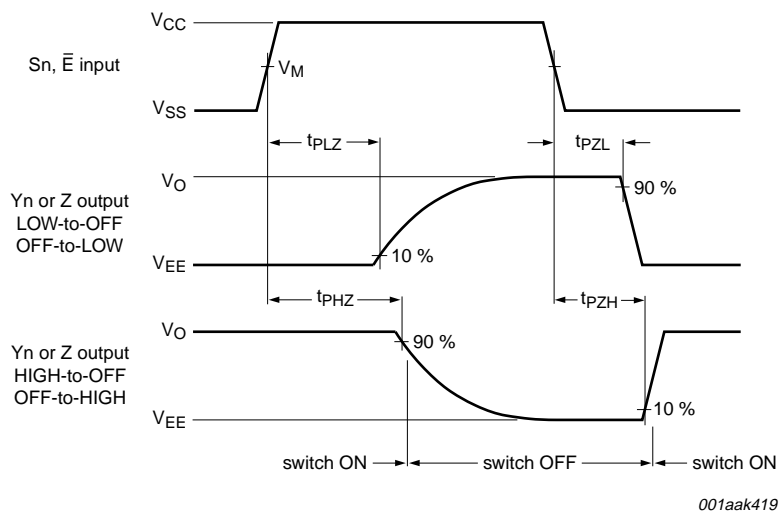 VCC
Sn, E̅ input
VM
VSS
tPLZ
tPZL
VO
90 %
Yn or Z output
LOW-to-OFF
OFF-to-LOW
10 %
VEE
tPHZ
tPZH
VO
90 %
Yn or Z output
HIGH-to-OFF
OFF-to-HIGH
10 %
VEE
switch ON
switch OFF
switch ON
001aak419